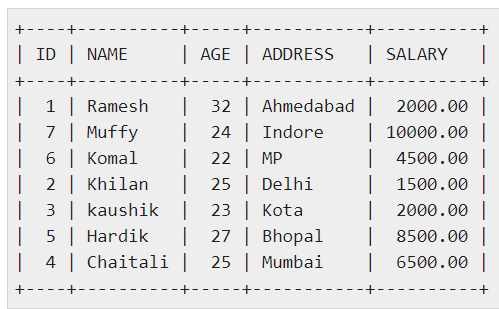 +----+----------+-----+-----------+----------+
| ID | NAME     | AGE | ADDRESS   | SALARY   |
+----+----------+-----+-----------+----------+
|  1 | Ramesh   |  32 | Ahmedabad |  2000.00 |
|  7 | Muffy    |  24 | Indore    | 10000.00 |
|  6 | Komal    |  22 | MP        |  4500.00 |
|  2 | Khilan   |  25 | Delhi     |  1500.00 |
|  3 | kaushik  |  23 | Kota      |  2000.00 |
|  5 | Hardik   |  27 | Bhopal    |  8500.00 |
|  4 | Chaitali |  25 | Mumbai    |  6500.00 |
+----+----------+-----+-----------+----------+